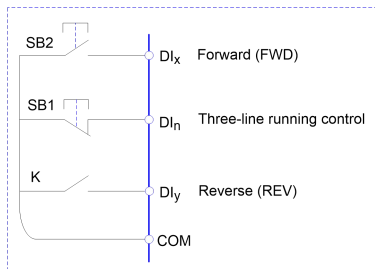 SB2
DIx Forward (FWD)
SB1
DIn Three-line running control
K
DIy Reverse (REV)
COM